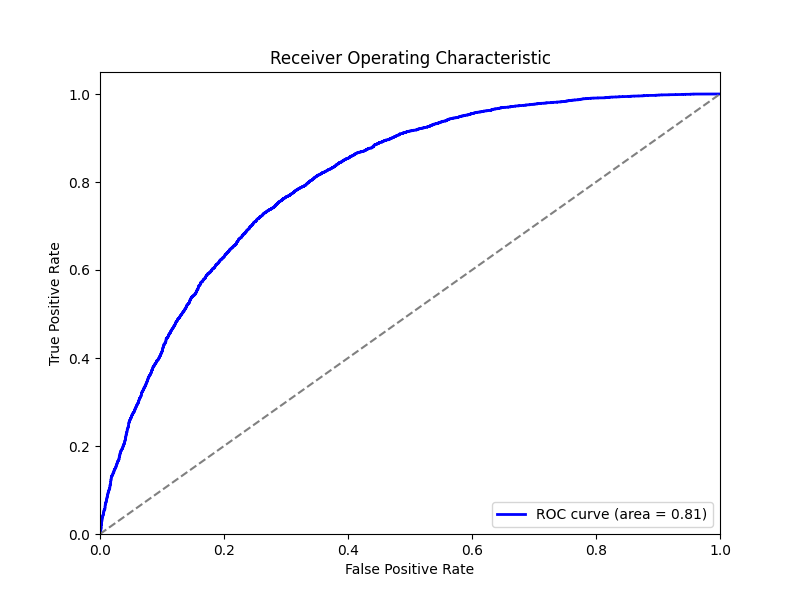 Receiver Operating Characteristic
True Positive Rate
1.0
0.8
0.6
0.4
0.2
0.0
ROC curve (area = 0.81)
0.0 0.2 0.4 0.6 0.8 1.0
False Positive Rate